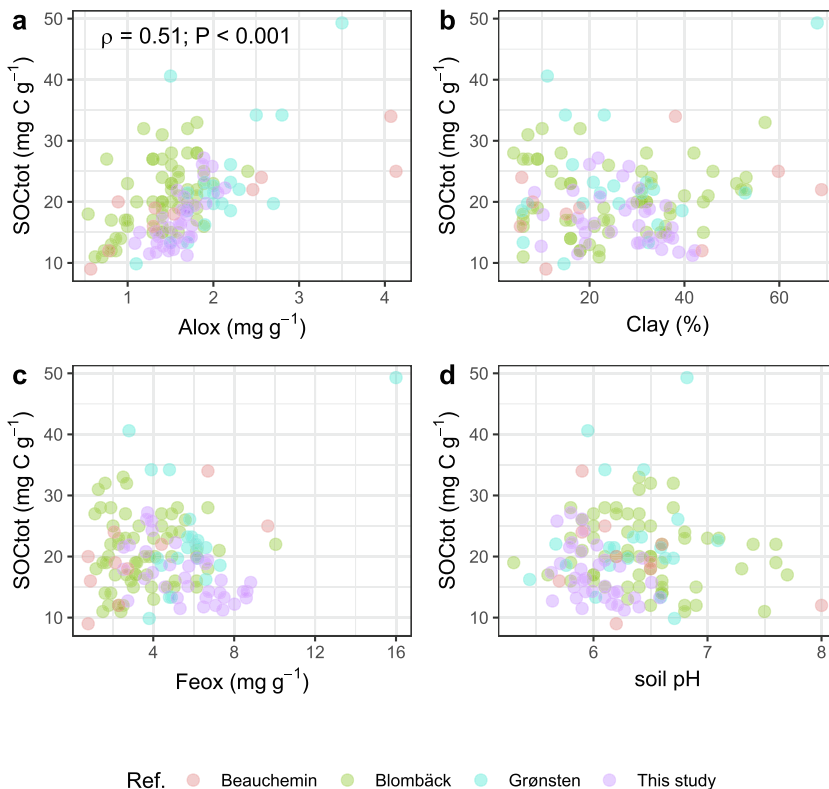 a
ρ = 0.51; P < 0.001
SOCtot (mg C g⁻¹)
50
40
30
20
10
1 2 3 4
Alox (mg g⁻¹)
b
SOCtot (mg C g⁻¹)
50
40
30
20
10
20 40 60
Clay (%)
c
SOCtot (mg C g⁻¹)
50
40
30
20
10
4 8 12 16
Feox (mg g⁻¹)
d
SOCtot (mg C g⁻¹)
50
40
30
20
10
6 7 8
soil pH
Ref. Beauchemin Blombäck Grønsten This study